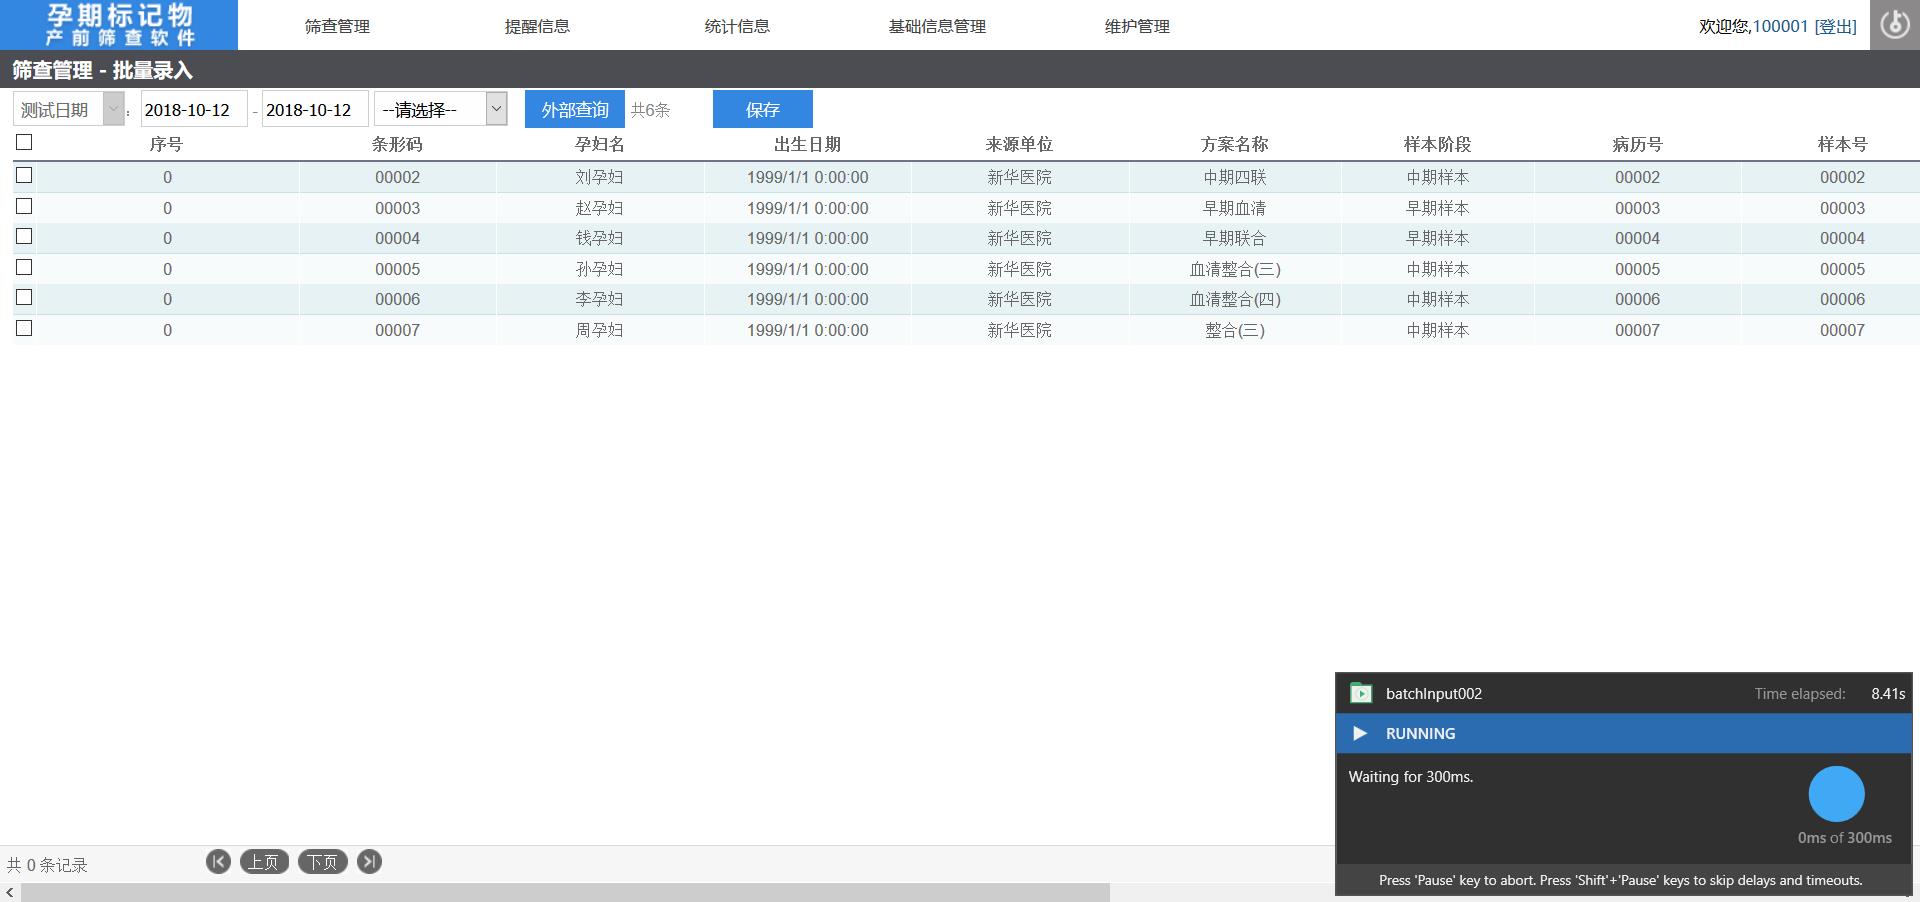 孕期标记物
产前筛查软件
筛查管理 提醒信息 统计信息 基础信息管理 维护管理 欢迎您,100001 [登出]
筛查管理 - 批量录入
测试日期 : 2018-10-12 - 2018-10-12 --请选择-- 外部查询 共6条 保存
序号 条形码 孕妇名 出生日期 来源单位 方案名称 样本阶段 病历号 样本号
0 00002 刘孕妇 1999/1/1 0:00:00 新华医院 中期四联 中期样本 00002 00002
0 00003 赵孕妇 1999/1/1 0:00:00 新华医院 早期血清 早期样本 00003 00003
0 00004 钱孕妇 1999/1/1 0:00:00 新华医院 早期联合 早期样本 00004 00004
0 00005 孙孕妇 1999/1/1 0:00:00 新华医院 血清整合(三) 中期样本 00005 00005
0 00006 李孕妇 1999/1/1 0:00:00 新华医院 血清整合(四) 中期样本 00006 00006
0 00007 周孕妇 1999/1/1 0:00:00 新华医院 整合(三) 中期样本 00007 00007
batchInput002 Time elapsed: 8.41s
RUNNING
Waiting for 300ms.
0ms of 300ms
Press 'Pause' key to abort. Press 'Shift'+'Pause' keys to skip delays and timeouts.
共 0 条记录 上页 下页